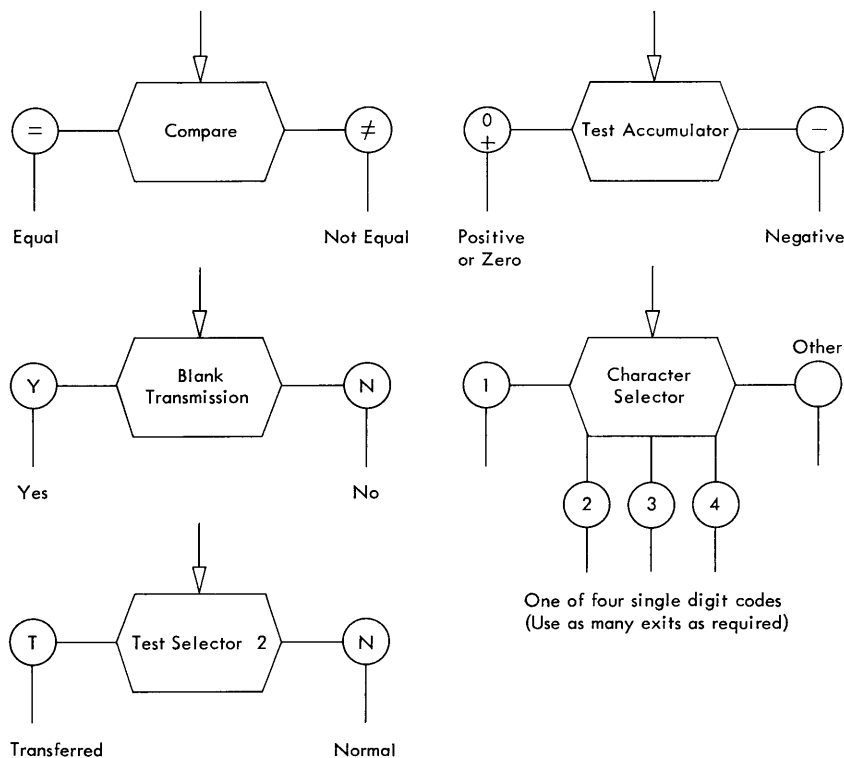 =
Compare
≠
Equal
Not Equal
0
+
Test Accumulator
−
Positive
or Zero
Negative
Y
Blank
Transmission
N
Yes
No
1
Character
Selector
Other
2
3
4
One of four single digit codes
(Use as many exits as required)
T
Test Selector 2
N
Transferred
Normal